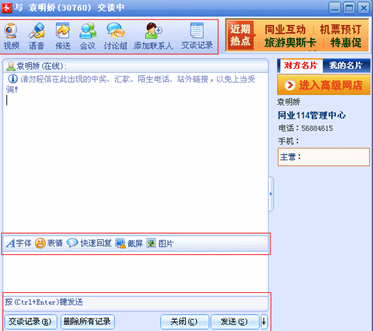 与 袁明娇(30760) 交谈中
视频 语音 传送 会议 讨论组 添加联系人 交谈记录
近期热点 同业互动 机票预订
旅游奥斯卡 特惠促
袁明娇(在线):
请勿轻信在此出现的中奖、汇款、陌生电话、站外链接，以免上当受骗!
对方名片 我的名片
进入高级网店
袁明娇
同业114管理中心
电话：56884615
手机：
主营：
字体 表情 快速回复 截屏 图片
按(Ctrl+Enter)键发送
交谈记录(R) 删除所有记录 关闭(C) 发送(S)